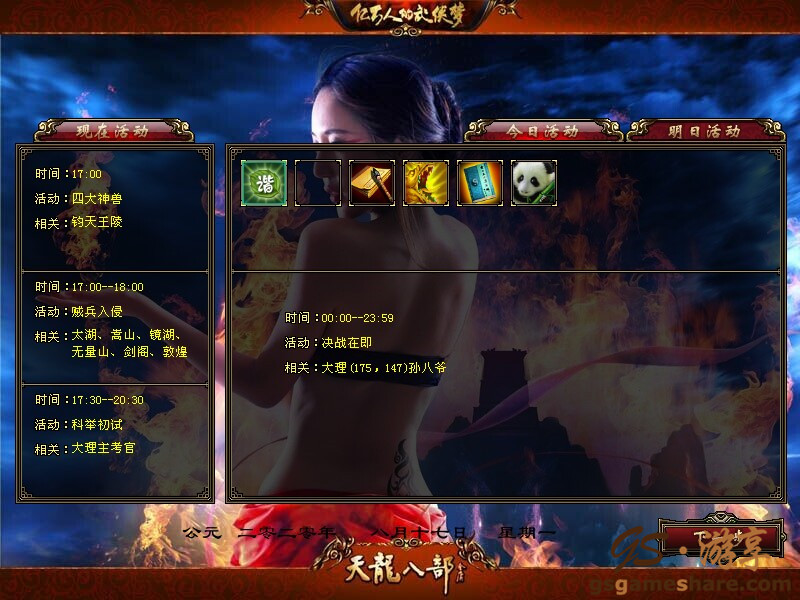 亿万人的武侠梦
现在活动
今日活动
明日活动
时间：17:00
活动：四大神兽
相关：钧天王陵
时间：17:00--18:00
活动：贼兵入侵
相关：太湖、嵩山、镜湖、
无量山、剑阁、敦煌
时间：17:30--20:30
活动：科举初试
相关：大理主考官
谐
时间：00:00--23:59
活动：决战在即
相关：大理(175，147)孙八爷
公元 二零二零年 八月十七日 星期一
天龍八部
GS·游享
gsgameshare.com